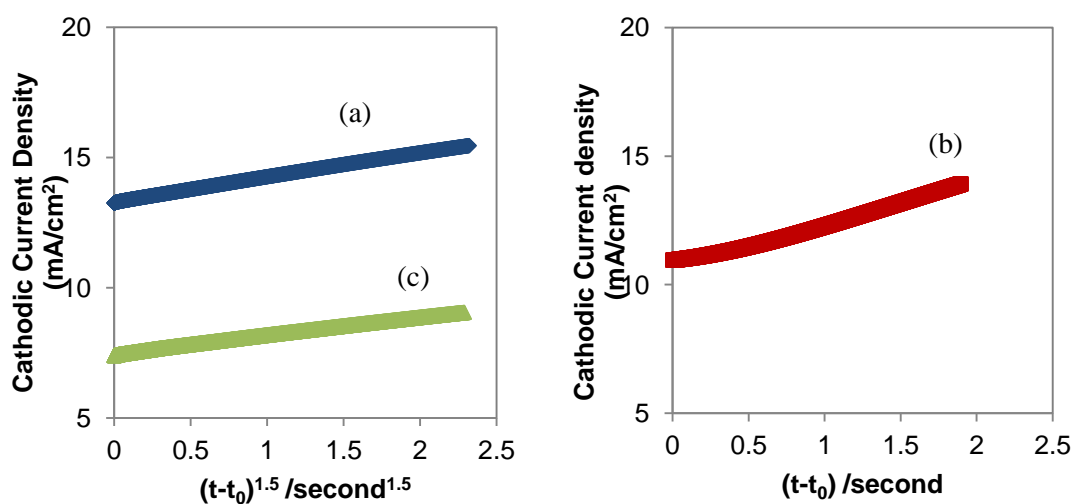 Cathodic Current Density
(mA/cm²)
20
15
10
5
(a)
(c)
0
0.5
1
1.5
2
2.5
(t-t₀)¹·⁵ /second¹·⁵
Cathodic Current density
(mA/cm²)
20
15
10
5
(b)
0
0.5
1
1.5
2
2.5
(t-t₀) /second